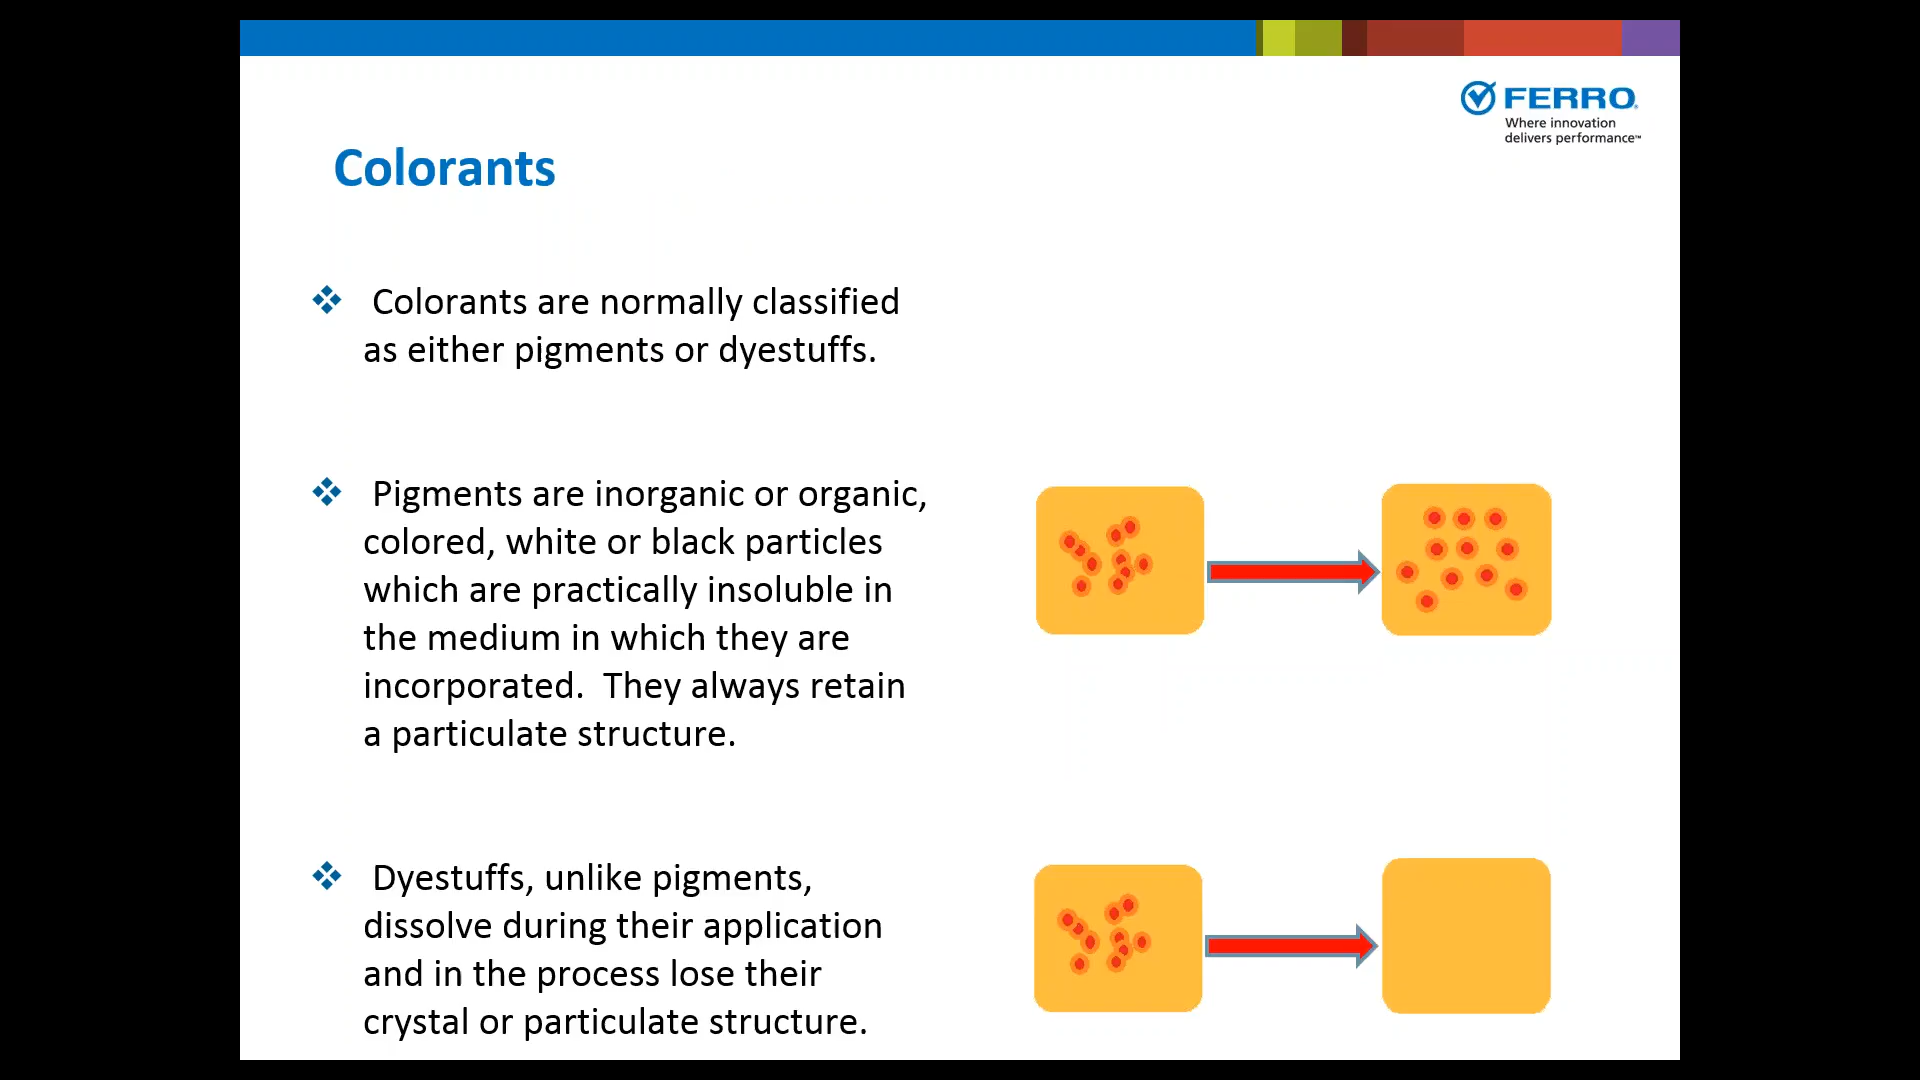 FERRO
Where innovation
delivers performance™
Colorants
Colorants are normally classified
as either pigments or dyestuffs.
Pigments are inorganic or organic,
colored, white or black particles
which are practically insoluble in
the medium in which they are
incorporated.  They always retain
a particulate structure.
Dyestuffs, unlike pigments,
dissolve during their application
and in the process lose their
crystal or particulate structure.